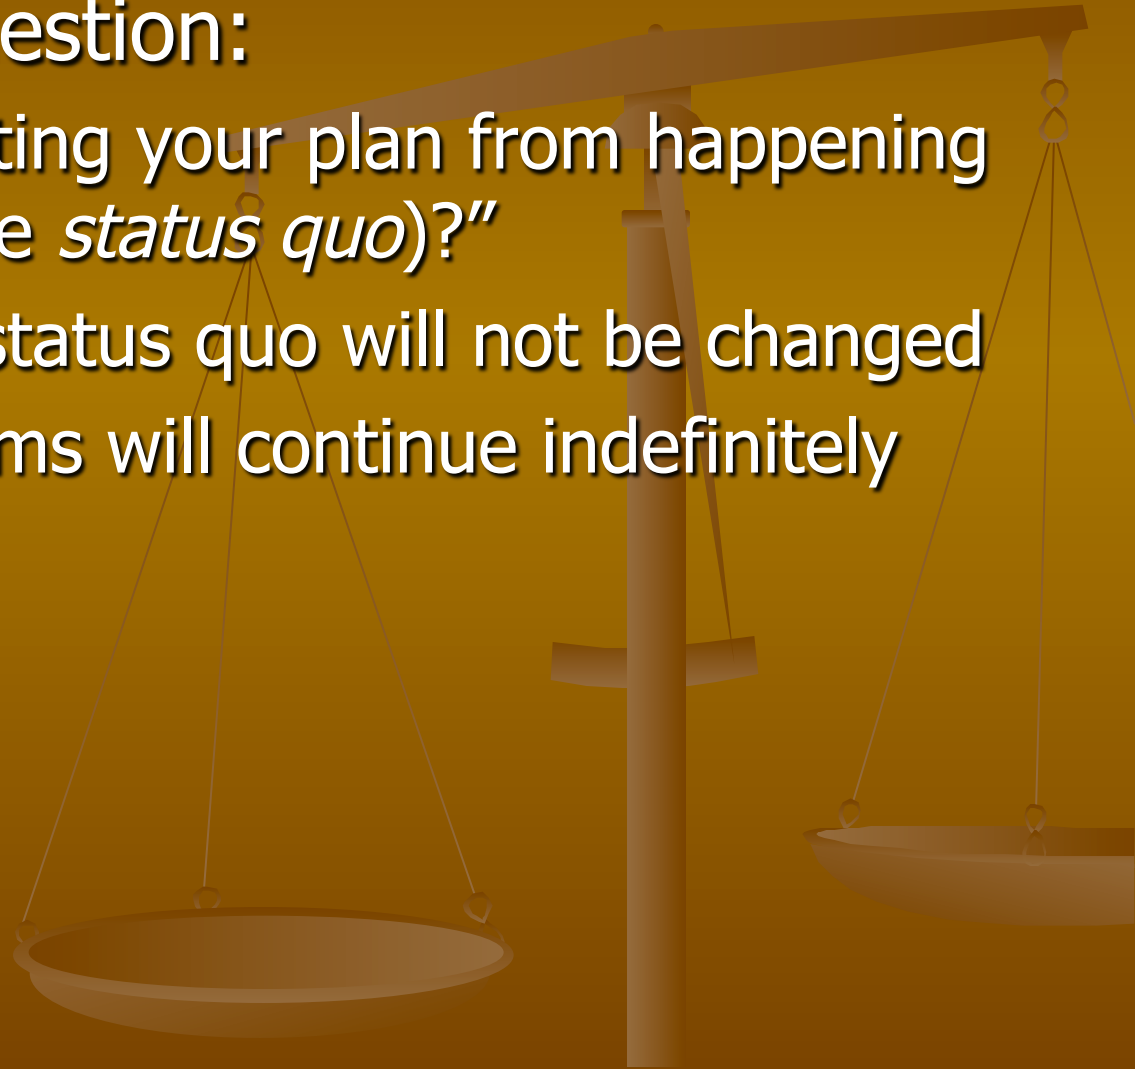 estion:
ting your plan from happening
e status quo)?”
status quo will not be changed
ms will continue indefinitely